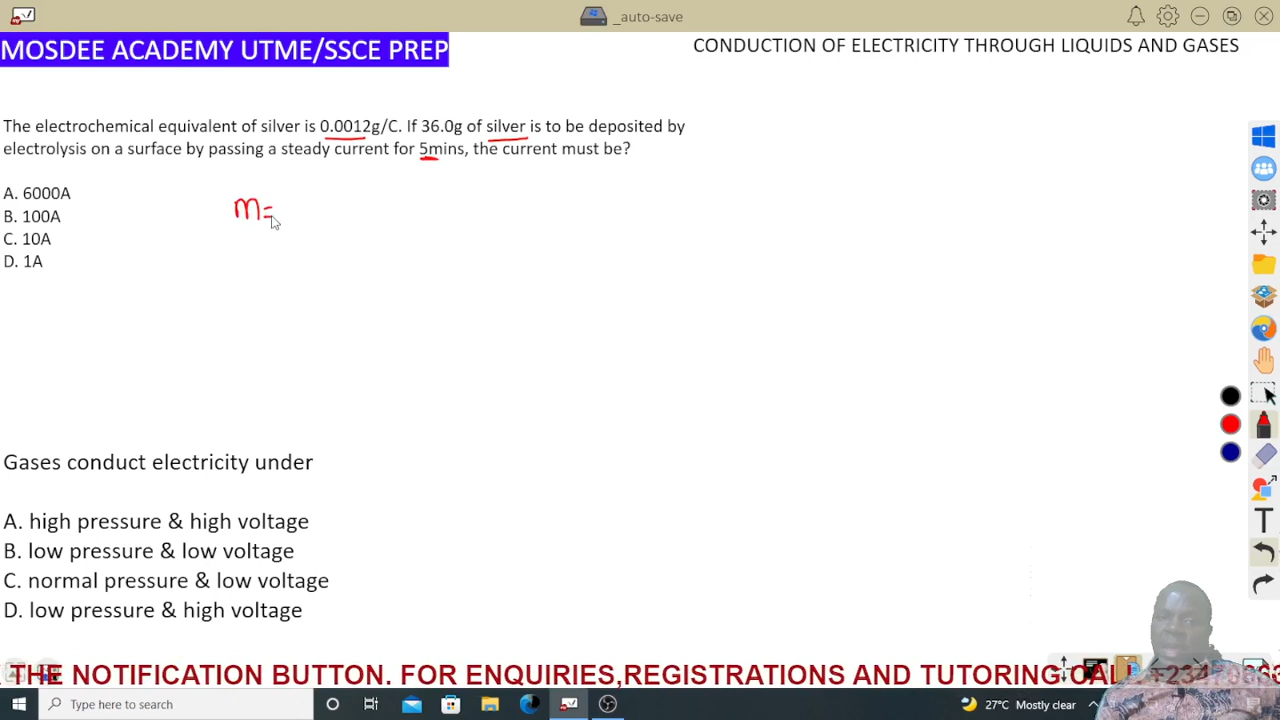 _auto-save
MOSDEE ACADEMY UTME/SSCE PREP
CONDUCTION OF ELECTRICITY THROUGH LIQUIDS AND GASES
The electrochemical equivalent of silver is 0.0012g/C. If 36.0g of silver is to be deposited by
electrolysis on a surface by passing a steady current for 5mins, the current must be?
A. 6000A
B. 100A
C. 10A
D. 1A
m=
Gases conduct electricity under
A. high pressure & high voltage
B. low pressure & low voltage
C. normal pressure & low voltage
D. low pressure & high voltage
T
THE NOTIFICATION BUTTON. FOR ENQUIRIES,REGISTRATIONS AND TUTORING CALL
Type here to search
27°C Mostly clear